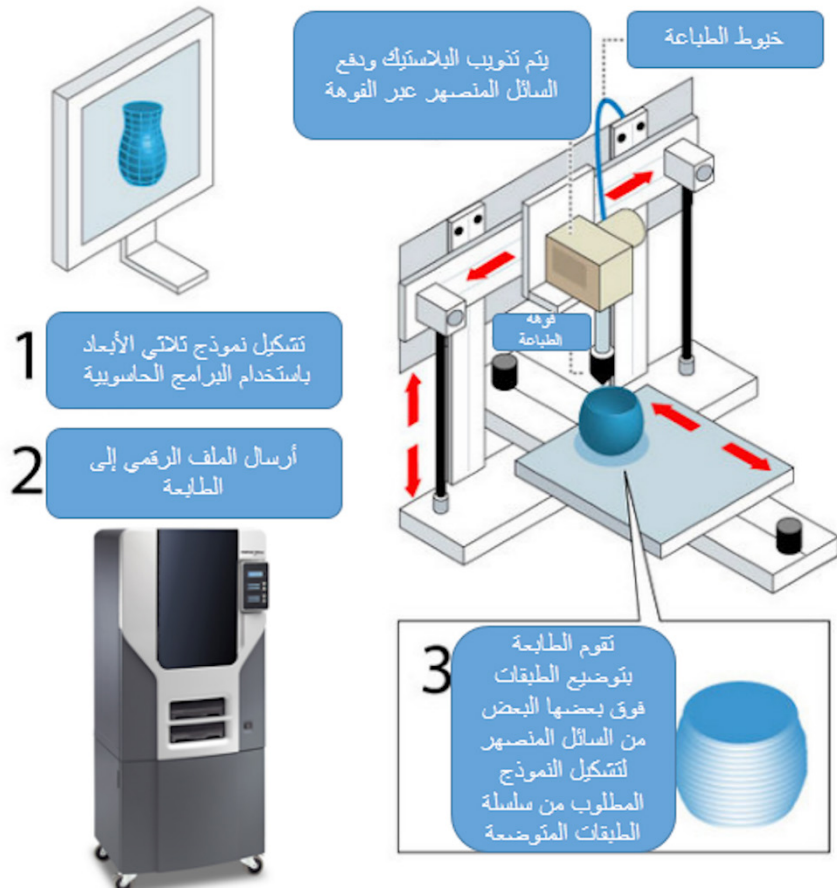 خيوط الطباعة
يتم تذويب البلاستيك ودفع
السائل المنصهر عبر الفوهة
فوهة
الطباعة
1
تشكيل نموذج ثلاثي الأبعاد
باستخدام البرامج الحاسوبية
2
أرسال الملف الرقمي إلى
الطابعة
3
تقوم الطابعة
بتوضيع الطبقات
فوق بعضها البعض
من السائل المنصهر
لتشكيل النموذج
المطلوب من سلسلة
الطبقات المتوضعة